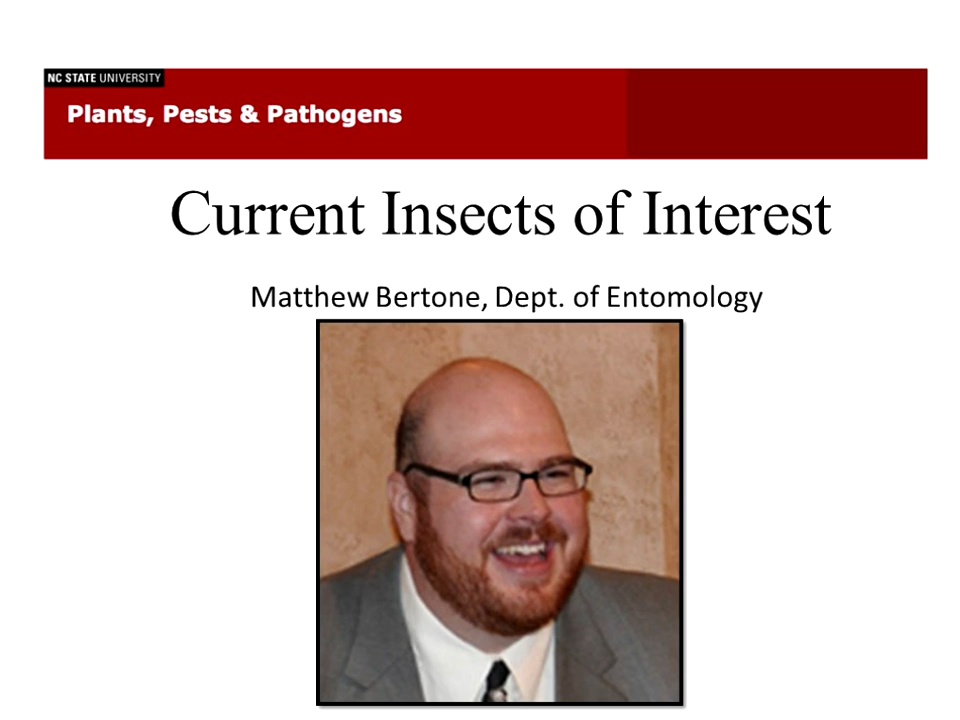 NC STATE UNIVERSITY
Plants, Pests & Pathogens
Current Insects of Interest
Matthew Bertone, Dept. of Entomology